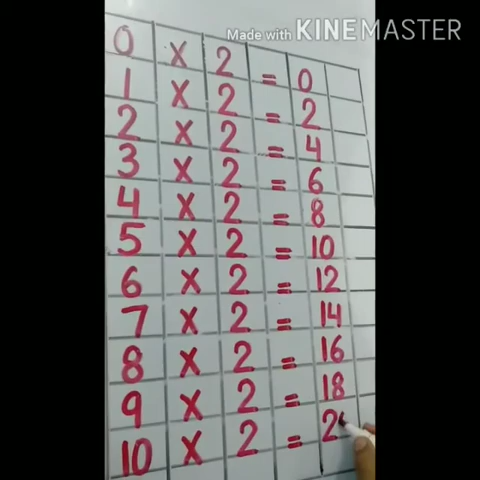 Made with KINEMASTER
0 × 2 = 0
1 × 2 = 2
2 × 2 = 4
3 × 2 = 6
4 × 2 = 8
5 × 2 = 10
6 × 2 = 12
7 × 2 = 14
8 × 2 = 16
9 × 2 = 18
10 × 2 = 2